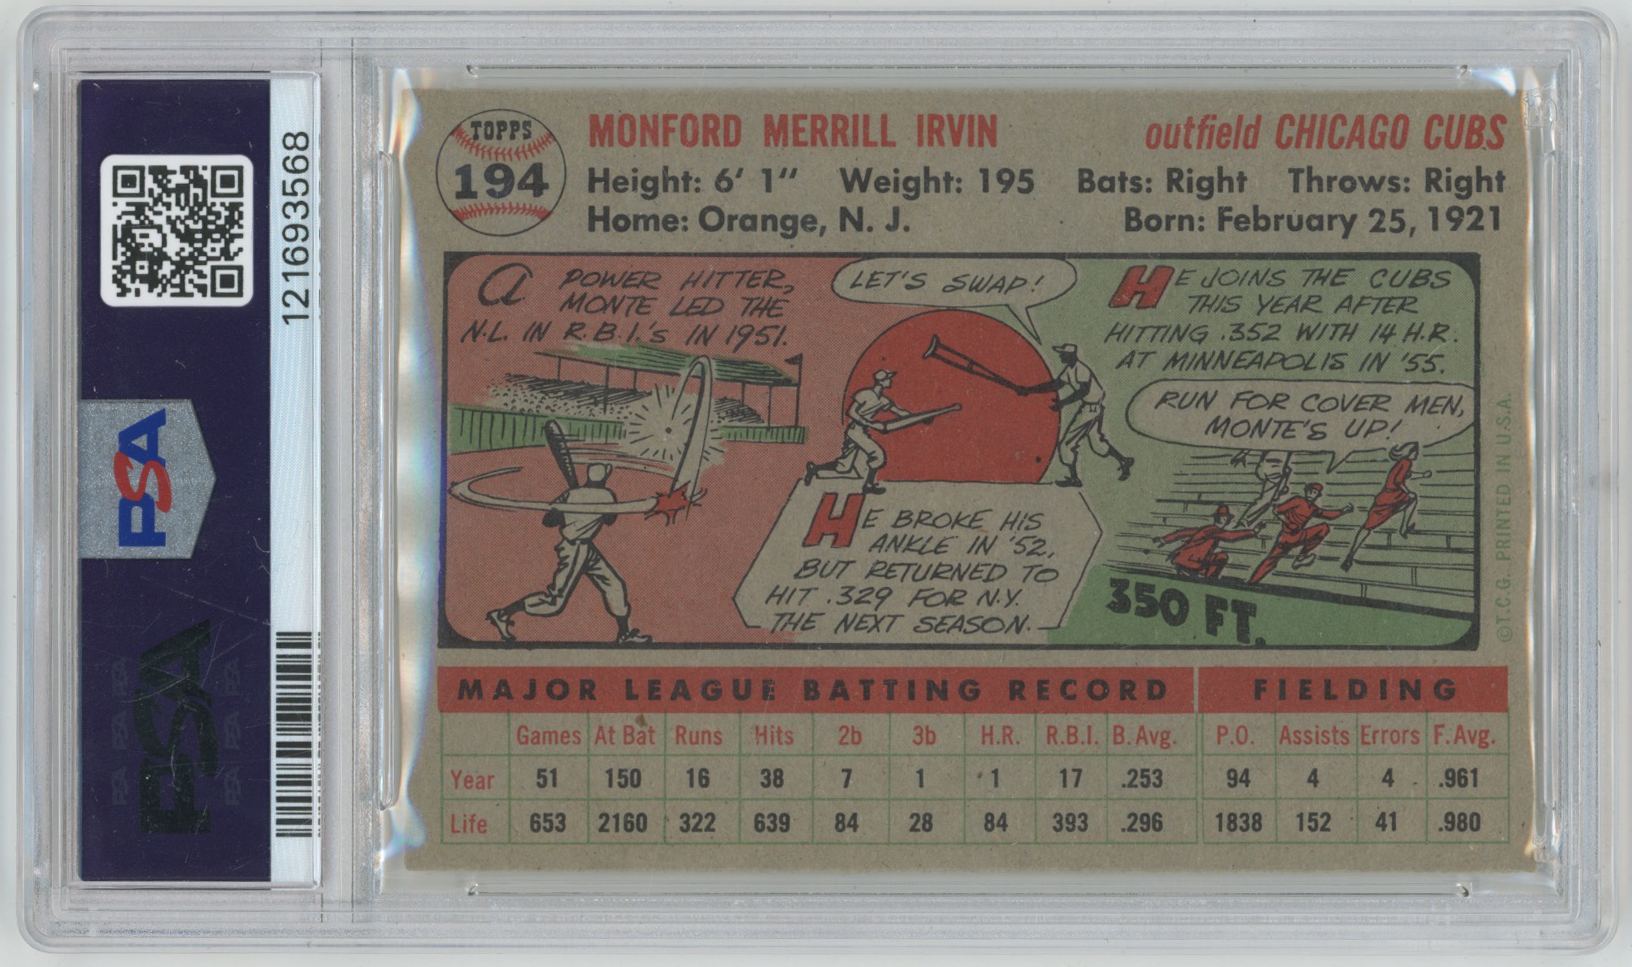 121693568
PSA
PSA
TOPPS
194
MONFORD MERRILL IRVIN
outfield CHICAGO CUBS
Height: 6' 1" Weight: 195 Bats: Right Throws: Right
Home: Orange, N. J. Born: February 25, 1921
A POWER HITTER,
MONTE LED THE
N.L. IN R.B.I.'s IN 1951.
LET'S SWAP!
HE BROKE HIS
ANKLE IN '52,
BUT RETURNED TO
HIT .329 FOR N.Y.
THE NEXT SEASON.
HE JOINS THE CUBS
THIS YEAR AFTER
HITTING .352 WITH 14 H.R.
AT MINNEAPOLIS IN '55.
RUN FOR COVER MEN,
MONTE'S UP!
350 FT.
©T.C.G. PRINTED IN U.S.A.
MAJOR LEAGUE BATTING RECORD FIELDING
Games At Bat Runs Hits 2b 3b H.R. R.B.I. B. Avg. P.O. Assists Errors F. Avg.
Year 51 150 16 38 7 1 1 17 .253 94 4 4 .961
Life 653 2160 322 639 84 28 84 393 .296 1838 152 41 .980